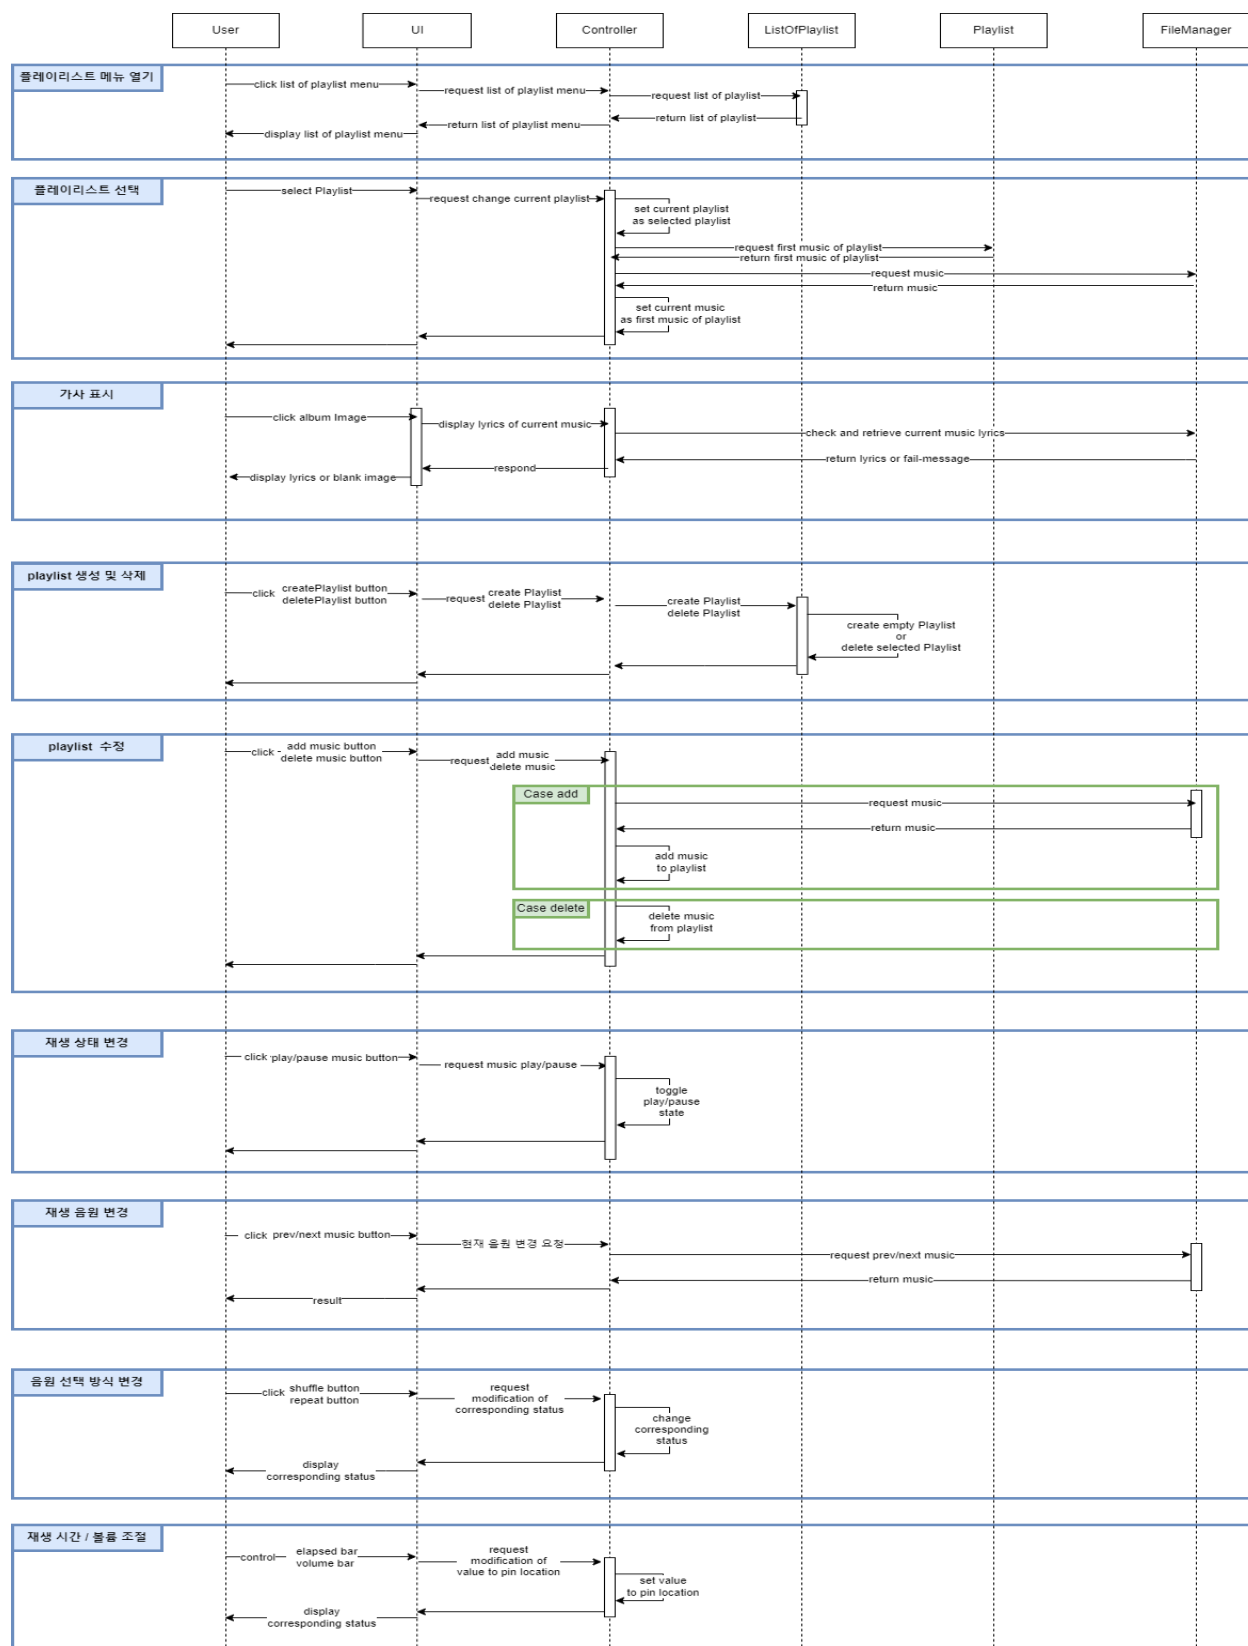 User
UI
Controller
ListOfPlaylist
Playlist
FileManager
플레이리스트 메뉴 열기
click list of playlist menu
request list of playlist menu
request list of playlist
return list of playlist
return list of playlist menu
display list of playlist menu
플레이리스트 선택
select Playlist
request change current playlist
set current playlist
as selected playlist
request first music of playlist
return first music of playlist
request music
return music
set current music
as first music of playlist
가사 표시
click album Image
display lyrics of current music
check and retrieve current music lyrics
return lyrics or fail-message
respond
display lyrics or blank image
playlist 생성 및 삭제
click
createPlaylist button
deletePlaylist button
request
create Playlist
delete Playlist
create Playlist
delete Playlist
create empty Playlist
or
delete selected Playlist
playlist 수정
click
add music button
delete music button
request
add music
delete music
Case add
request music
return music
add music
to playlist
Case delete
delete music
from playlist
재생 상태 변경
click play/pause music button
request music play/pause
toggle
play/pause
state
재생 음원 변경
click prev/next music button
현재 음원 변경 요청
request prev/next music
return music
result
음원 선택 방식 변경
click
shuffle button
repeat button
request
modification of
corresponding status
change
corresponding
status
display
corresponding status
재생 시간 / 볼륨 조절
control
elapsed bar
volume bar
request
modification of
value to pin location
set value
to pin location
display
corresponding status